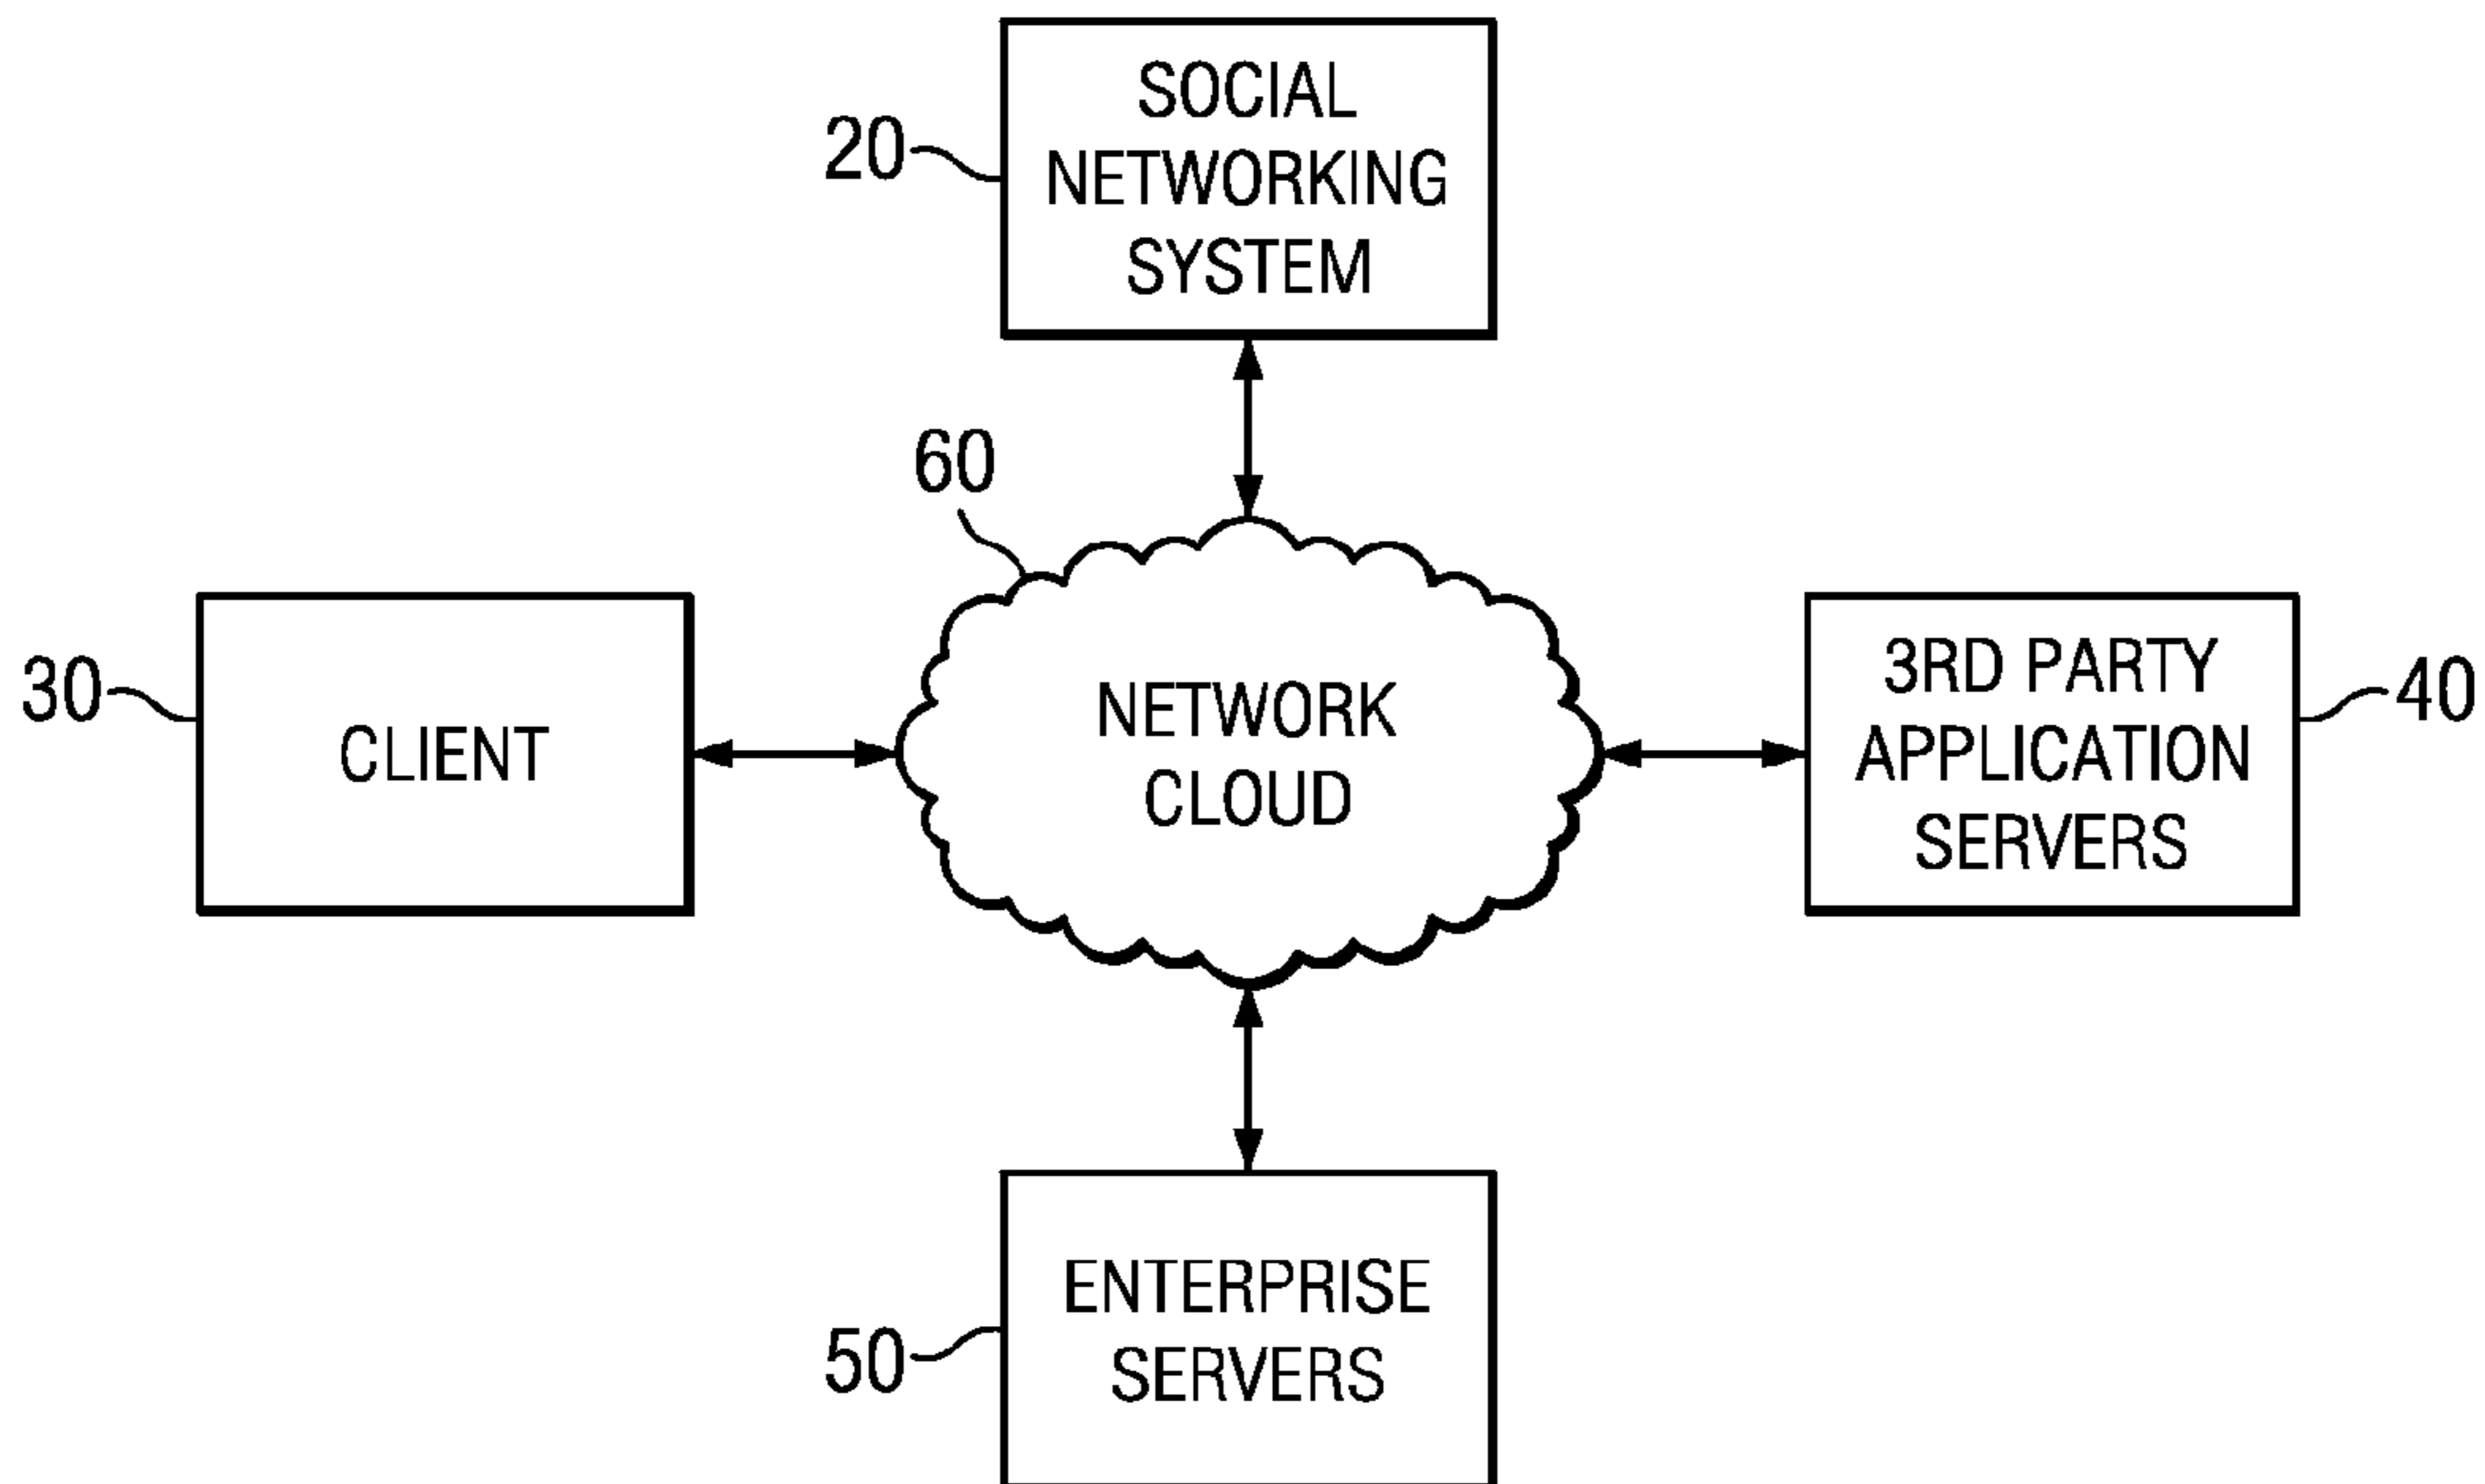 SOCIAL
NETWORKING
SYSTEM
20
60
30
CLIENT
NETWORK
CLOUD
3RD PARTY
APPLICATION
SERVERS
40
ENTERPRISE
SERVERS
50